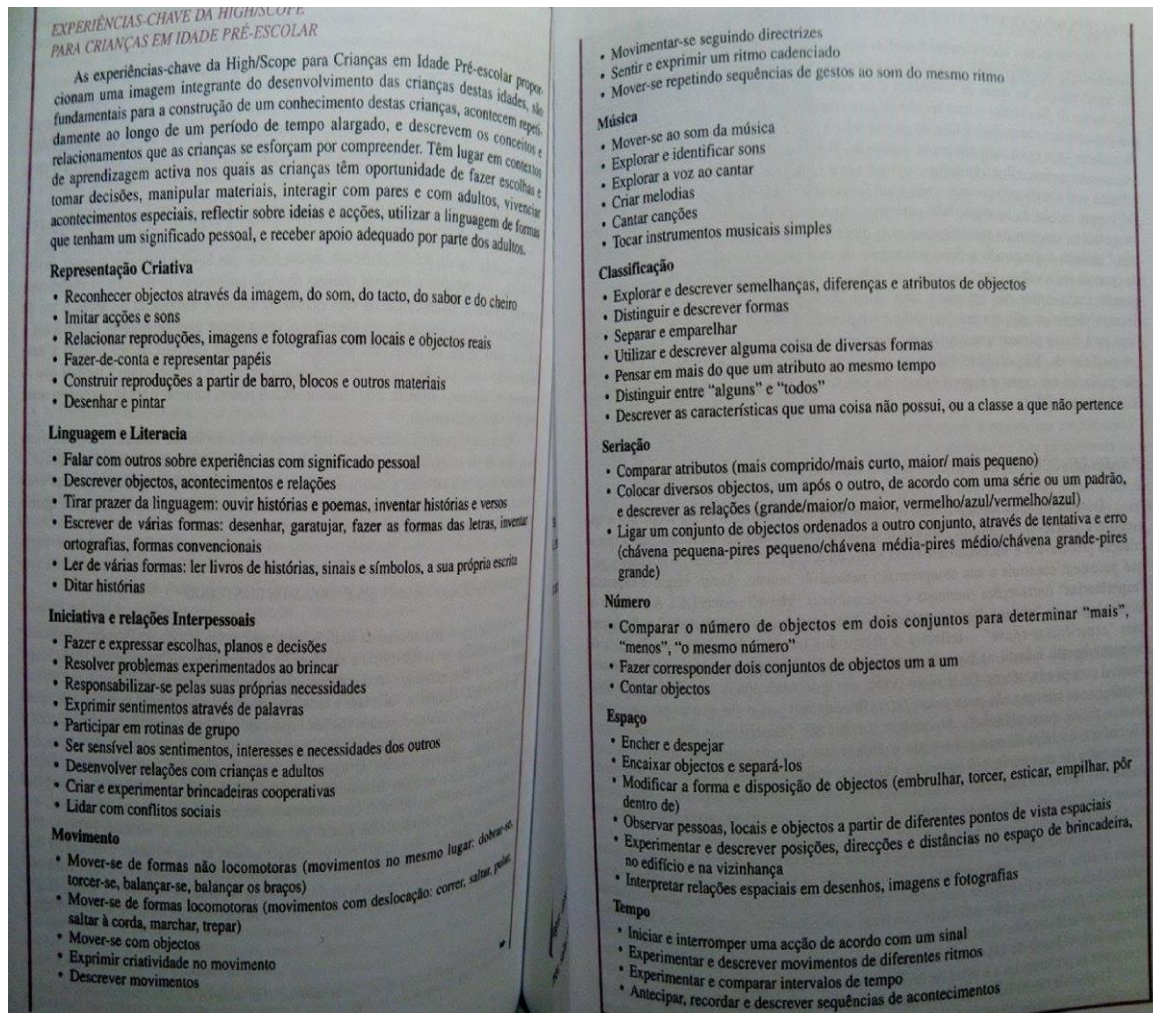 EXPERIÊNCIAS-CHAVE DA HIGH/SCOPE
PARA CRIANÇAS EM IDADE PRÉ-ESCOLAR
As experiências-chave da High/Scope para Crianças em Idade Pré-escolar propor-
cionam uma imagem integrante do desenvolvimento das crianças destas idades, são
fundamentais para a construção de um conhecimento destas crianças, acontecem repeti-
damente ao longo de um período de tempo alargado, e descrevem os conceitos e
relacionamentos que as crianças se esforçam por compreender. Têm lugar em contextos
de aprendizagem activa nos quais as crianças têm oportunidade de fazer escolhas e
tomar decisões, manipular materiais, interagir com pares e com adultos, vivenciar
acontecimentos especiais, reflectir sobre ideias e acções, utilizar a linguagem de formas
que tenham um significado pessoal, e receber apoio adequado por parte dos adultos.
Representação Criativa
• Reconhecer objectos através da imagem, do som, do tacto, do sabor e do cheiro
• Imitar acções e sons
• Relacionar reproduções, imagens e fotografias com locais e objectos reais
• Fazer-de-conta e representar papéis
• Construir reproduções a partir de barro, blocos e outros materiais
• Desenhar e pintar
Linguagem e Literacia
• Falar com outros sobre experiências com significado pessoal
• Descrever objectos, acontecimentos e relações
• Tirar prazer da linguagem: ouvir histórias e poemas, inventar histórias e versos
• Escrever de várias formas: desenhar, garatujar, fazer as formas das letras, inventar
ortografias, formas convencionais
• Ler de várias formas: ler livros de histórias, sinais e símbolos, a sua própria escrita
• Ditar histórias
Iniciativa e relações Interpessoais
• Fazer e expressar escolhas, planos e decisões
• Resolver problemas experimentados ao brincar
• Responsabilizar-se pelas suas próprias necessidades
• Exprimir sentimentos através de palavras
• Participar em rotinas de grupo
• Ser sensível aos sentimentos, interesses e necessidades dos outros
• Desenvolver relações com crianças e adultos
• Criar e experimentar brincadeiras cooperativas
• Lidar com conflitos sociais
Movimento
• Mover-se de formas não locomotoras (movimentos no mesmo lugar: dobrar-se,
torcer-se, balançar-se, balançar os braços)
• Mover-se de formas locomotoras (movimentos com deslocação: correr, saltar, pular,
saltar à corda, marchar, trepar)
• Mover-se com objectos
• Exprimir criatividade no movimento
• Descrever movimentos
• Movimentar-se seguindo directrizes
• Sentir e exprimir um ritmo cadenciado
• Mover-se repetindo sequências de gestos ao som do mesmo ritmo
Música
• Mover-se ao som da música
• Explorar e identificar sons
• Explorar a voz ao cantar
• Criar melodias
• Cantar canções
• Tocar instrumentos musicais simples
Classificação
• Explorar e descrever semelhanças, diferenças e atributos de objectos
• Distinguir e descrever formas
• Separar e emparelhar
• Utilizar e descrever alguma coisa de diversas formas
• Pensar em mais do que um atributo ao mesmo tempo
• Distinguir entre “alguns” e “todos”
• Descrever as características que uma coisa não possui, ou a classe a que não pertence
Seriação
• Comparar atributos (mais comprido/mais curto, maior/ mais pequeno)
• Colocar diversos objectos, um após o outro, de acordo com uma série ou um padrão,
e descrever as relações (grande/maior/o maior, vermelho/azul/vermelho/azul)
• Ligar um conjunto de objectos ordenados a outro conjunto, através de tentativa e erro
(chávena pequena-pires pequeno/chávena média-pires médio/chávena grande-pires
grande)
Número
• Comparar o número de objectos em dois conjuntos para determinar “mais”,
“menos”, “o mesmo número”
• Fazer corresponder dois conjuntos de objectos um a um
• Contar objectos
Espaço
• Encher e despejar
• Encaixar objectos e separá-los
• Modificar a forma e disposição de objectos (embrulhar, torcer, esticar, empilhar, pôr
dentro de)
• Observar pessoas, locais e objectos a partir de diferentes pontos de vista espaciais
• Experimentar e descrever posições, direcções e distâncias no espaço de brincadeira,
no edifício e na vizinhança
• Interpretar relações espaciais em desenhos, imagens e fotografias
Tempo
• Iniciar e interromper uma acção de acordo com um sinal
• Experimentar e descrever movimentos de diferentes ritmos
• Experimentar e comparar intervalos de tempo
• Antecipar, recordar e descrever sequências de acontecimentos